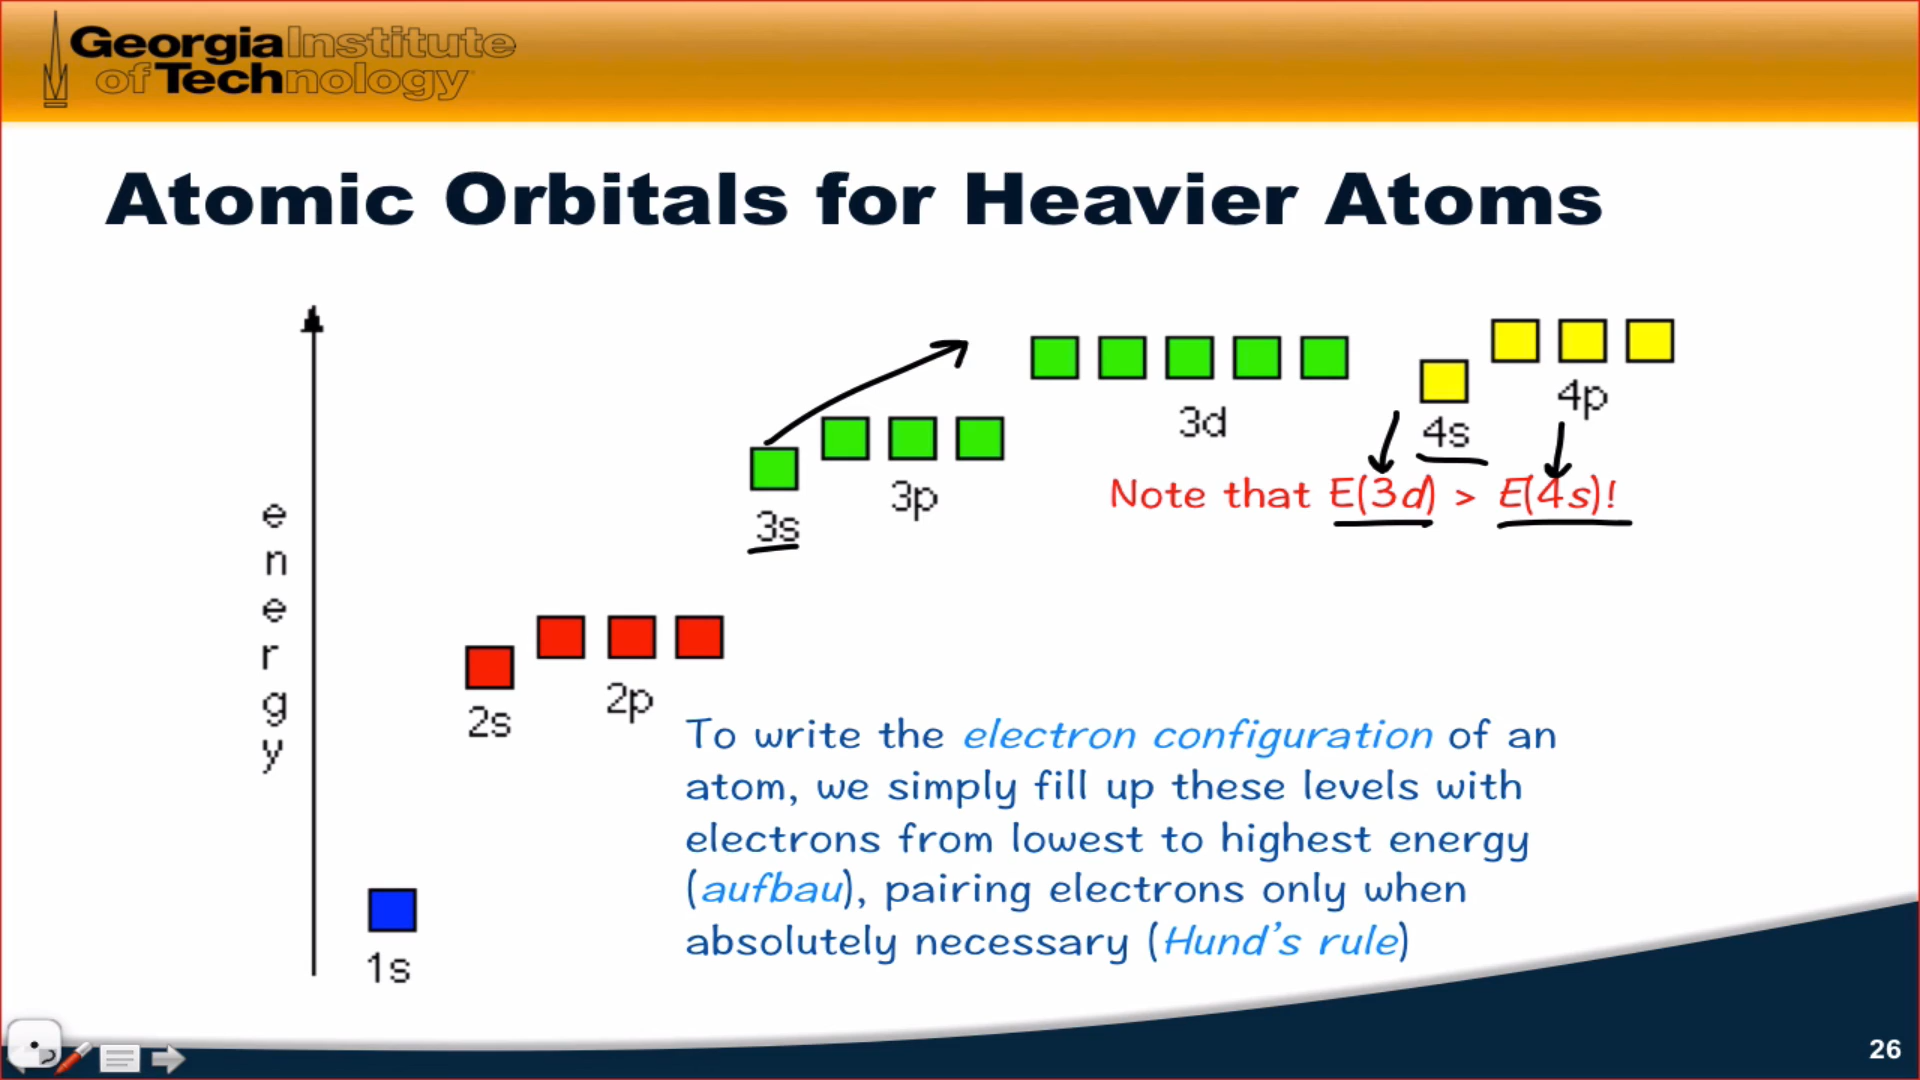 Georgia Institute
of Technology
Atomic Orbitals for Heavier Atoms
energy
1s
2s
2p
3s
3p
3d
4s
4p
Note that E(3d) > E(4s)!
To write the electron configuration of an
atom, we simply fill up these levels with
electrons from lowest to highest energy
(aufbau), pairing electrons only when
absolutely necessary (Hund's rule)
26